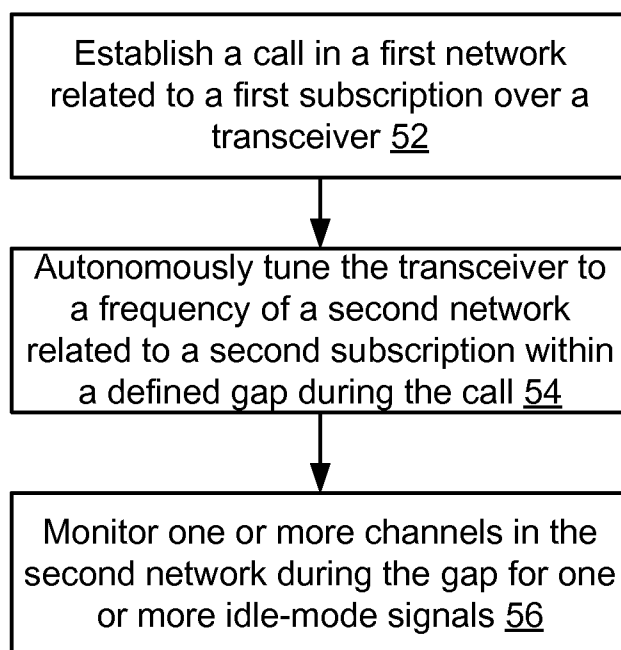 Establish a call in a first network
related to a first subscription over a
transceiver 52
Autonomously tune the transceiver to
a frequency of a second network
related to a second subscription within
a defined gap during the call 54
Monitor one or more channels in the
second network during the gap for one
or more idle-mode signals 56